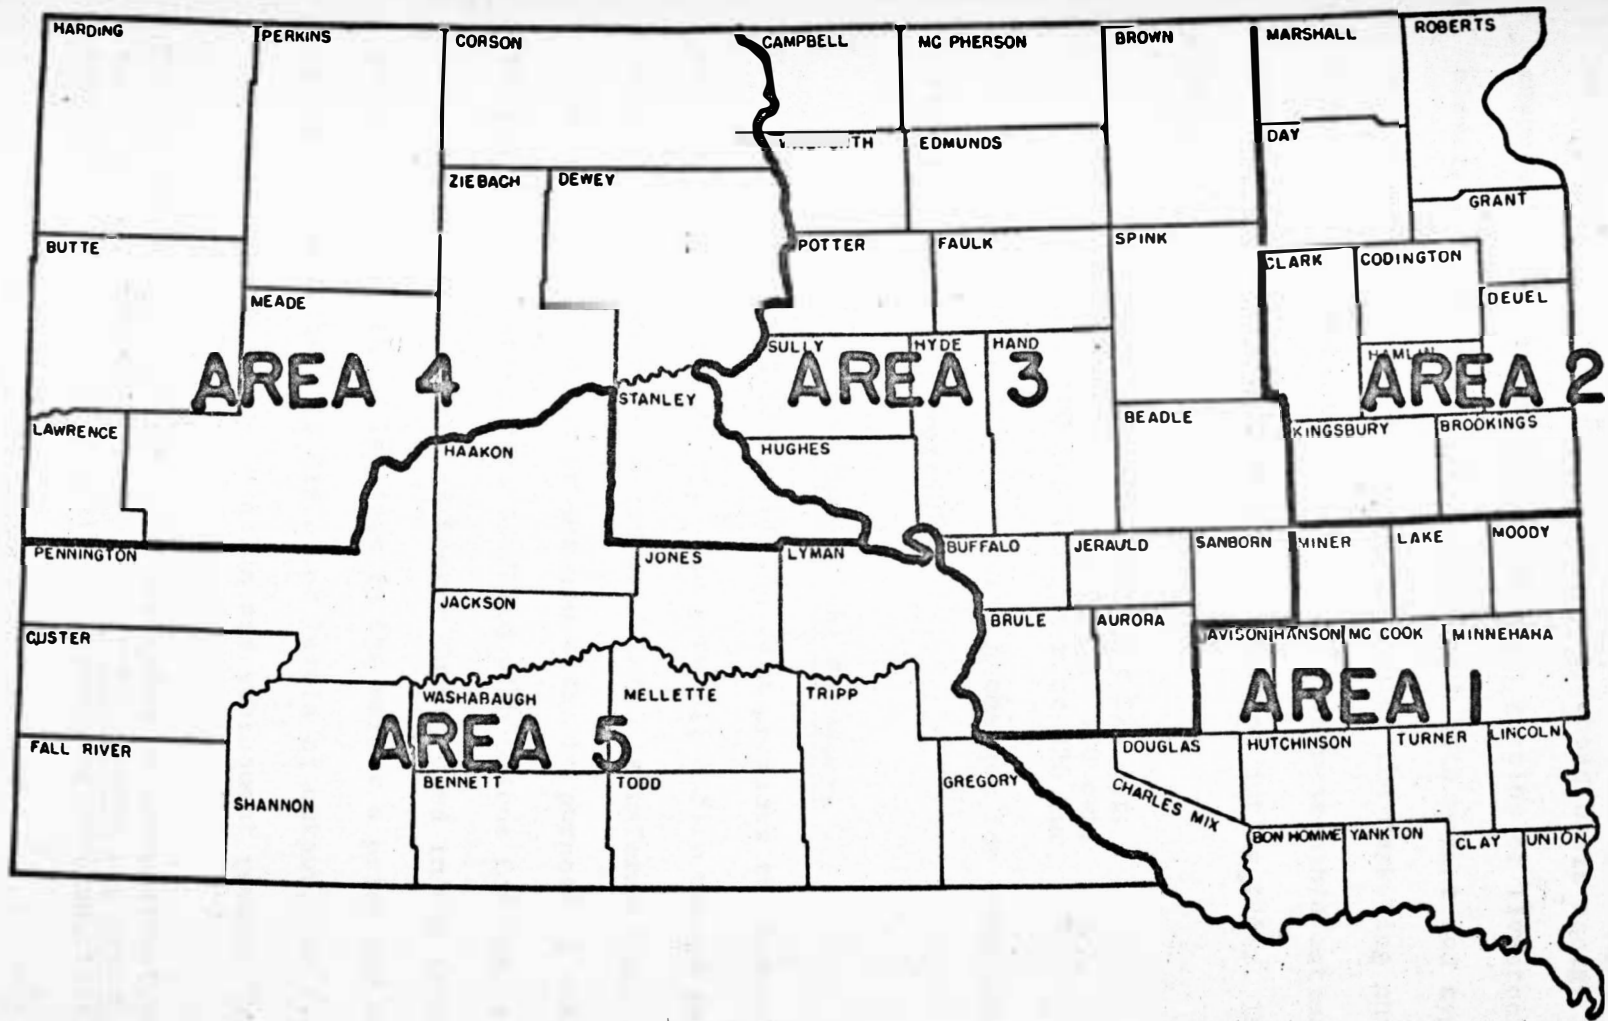 HARDING
PERKINS
CORSON
CAMPBELL
MC PHERSON
BROWN
MARSHALL
ROBERTS
TH
EDMUNDS
DAY
ZIEBACH
DEWEY
GRANT
BUTTE
POTTER
FAULK
SPINK
CLARK
CODINGTON
MEADE
DEUEL
SULLY
HYDE
HAND
HAMLIN
AREA 4
AREA 3
AREA 2
STANLEY
LAWRENCE
BEADLE
KINGSBURY
BROOKINGS
HAAKON
HUGHES
PENNINGTON
JONES
LYMAN
BUFFALO
JERAULD
SANBORN
MINER
LAKE
MOODY
JACKSON
BRULE
AURORA
CUSTER
AVISON
HANSON
MC COOK
MINNEHAHA
WASHABAUGH
MELLETTE
TRIPP
AREA 1
AREA 5
FALL RIVER
DOUGLAS
HUTCHINSON
TURNER
LINCOLN
BENNETT
TODD
GREGORY
CHARLES MIX
SHANNON
BON HOMME
YANKTON
CLAY
UNION